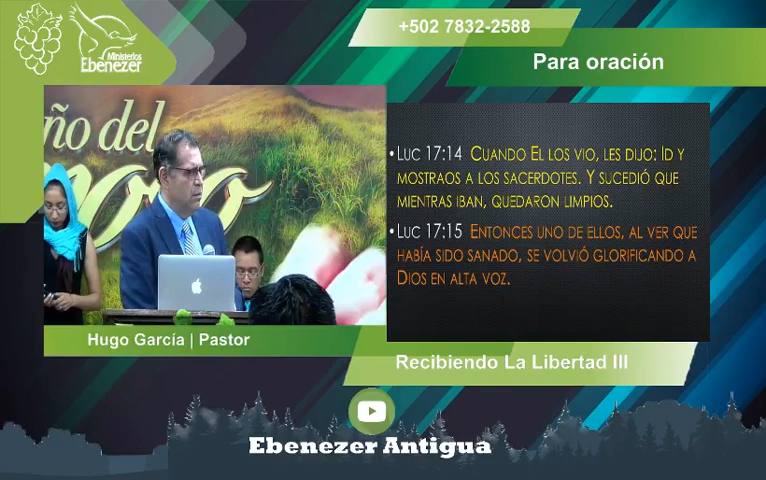 +502 7832-2588
Ministerios
Ebenezer
Para oración
ño del
• Luc 17:14 Cuando El los vio, les dijo: Id y
mostraos a los sacerdotes. Y sucedió que
mientras iban, quedaron limpios.
• Luc 17:15 Entonces uno de ellos, al ver que
había sido sanado, se volvió glorificando a
Dios en alta voz.
Hugo García | Pastor
Recibiendo La Libertad III
Ebenezer Antigua